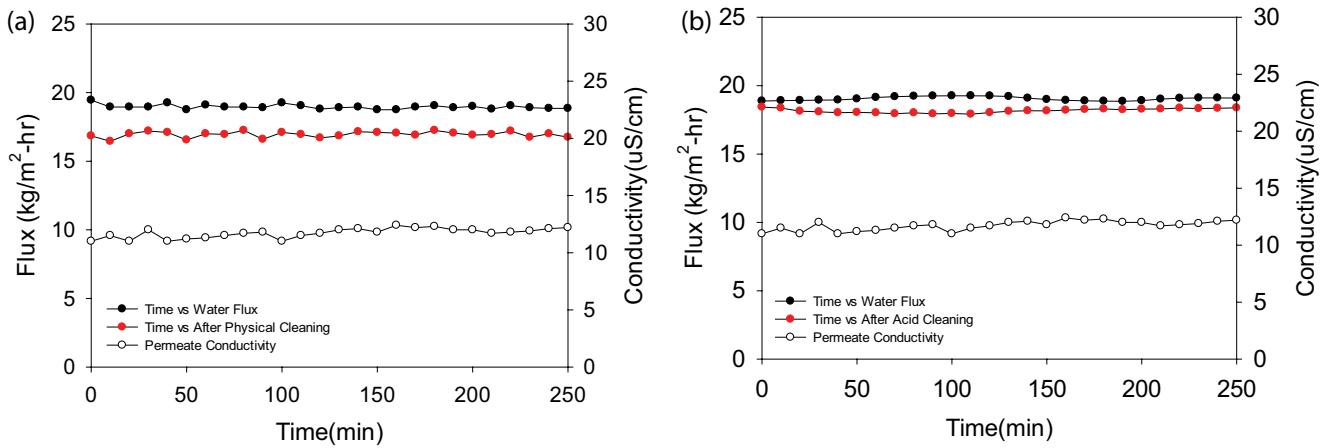 (a)
25
20
15
10
5
0
Flux (kg/m²-hr)
30
25
20
15
10
5
0
Conductivity(uS/cm)
Time vs Water Flux
Time vs After Physical Cleaning
Permeate Conductivity
0 50 100 150 200 250
Time(min)
(b)
25
20
15
10
5
0
Flux (kg/m²-hr)
30
25
20
15
10
5
0
Conductivity(uS/cm)
Time vs Water Flux
Time vs After Acid Cleaning
Permeate Conductivity
0 50 100 150 200 250
Time(min)